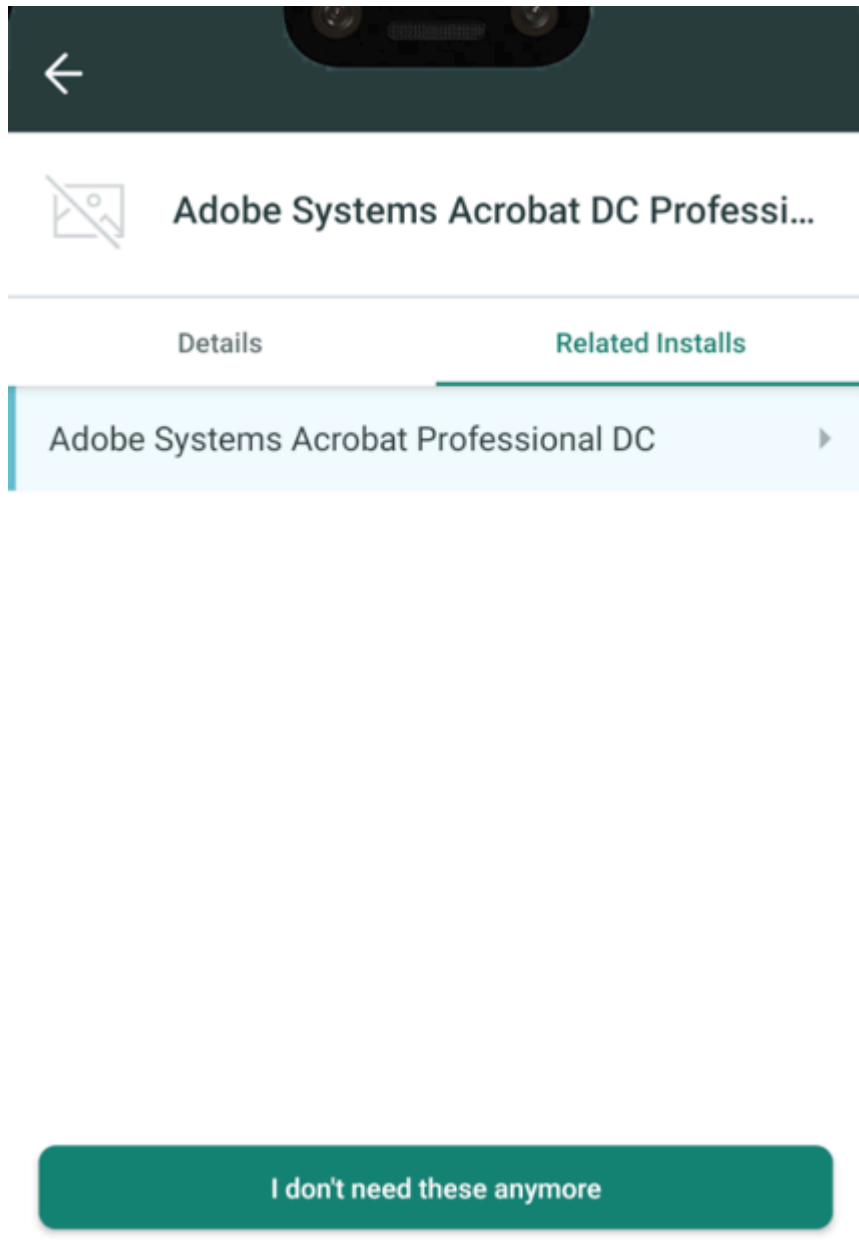 Adobe Systems Acrobat DC Professi...
Details
Related Installs
Adobe Systems Acrobat Professional DC
I don't need these anymore